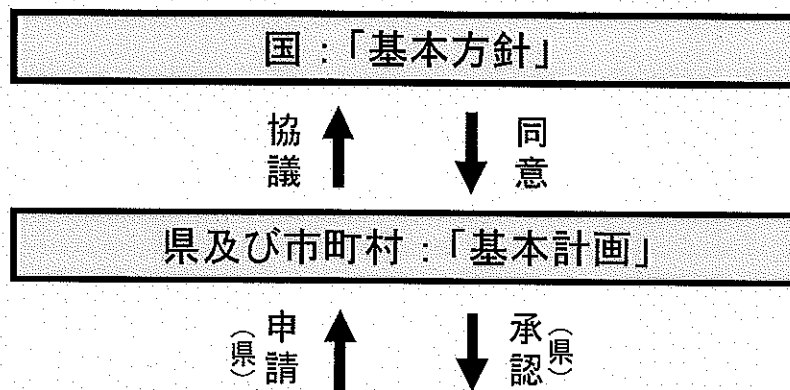 国：「基本方針」
協議
同意
県及び市町村：「基本計画」
申請（県）
承認（県）